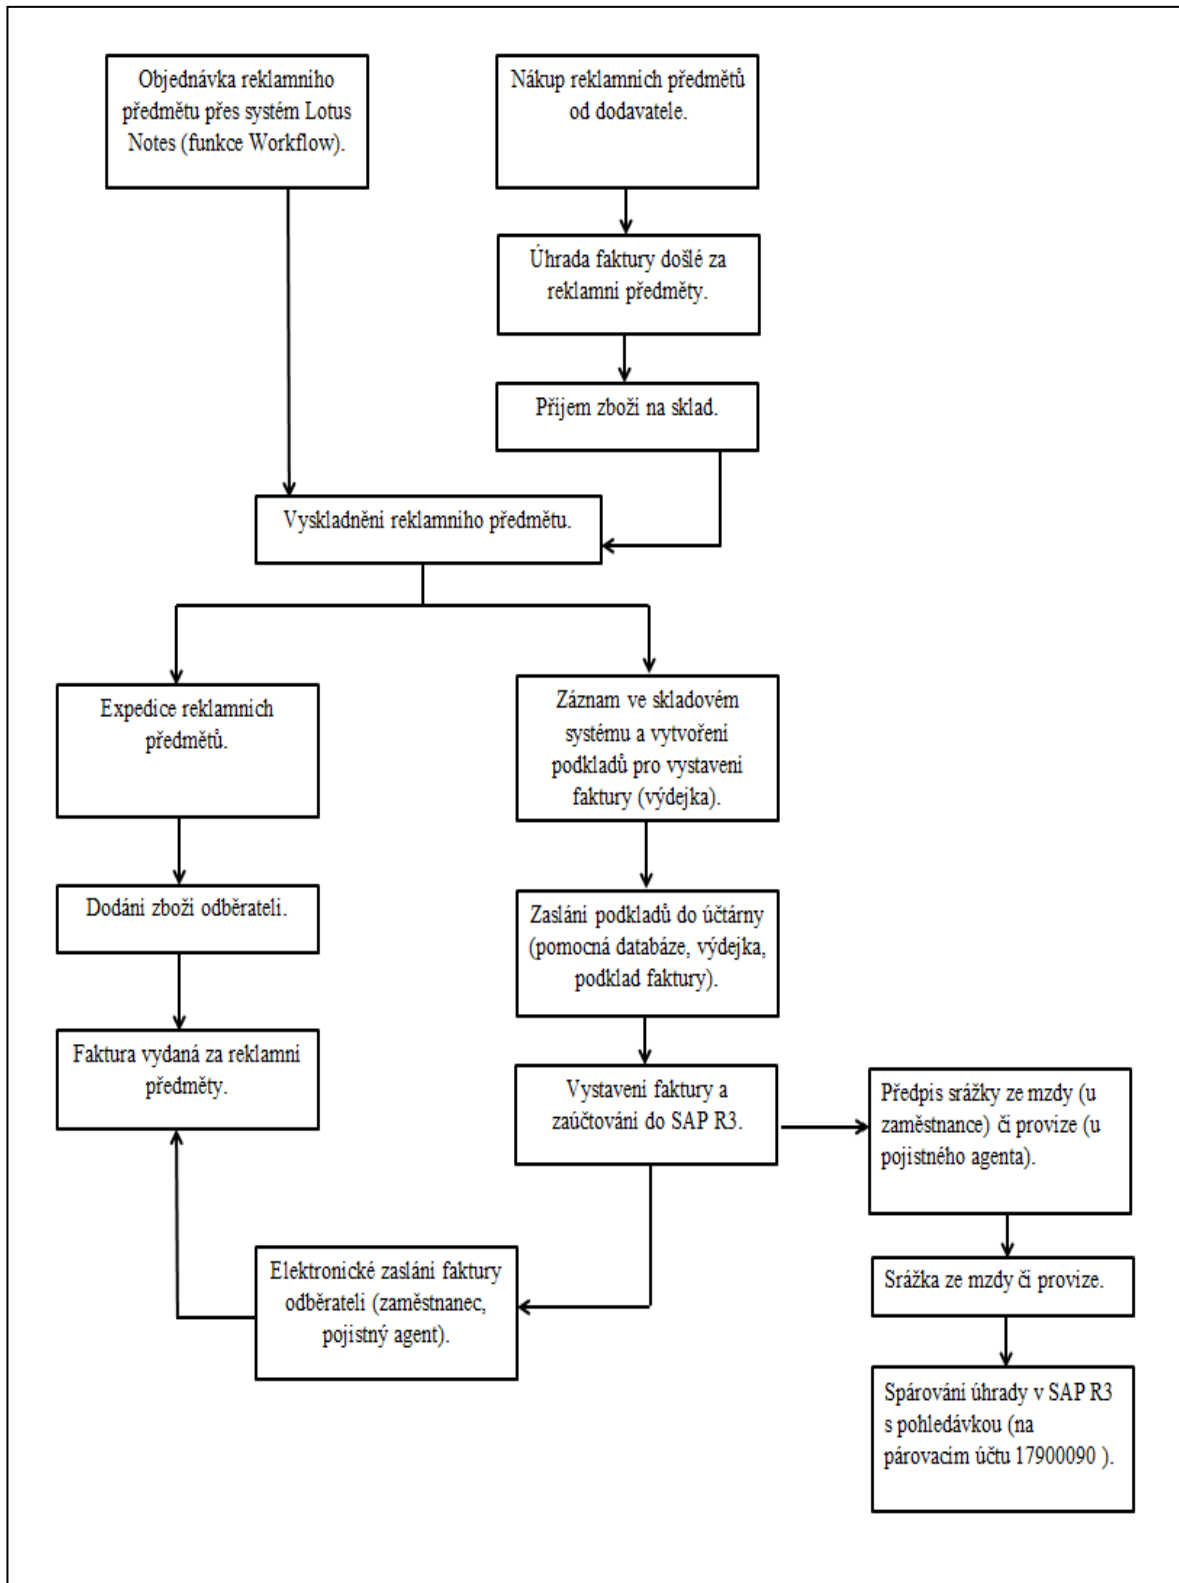 Objednávka reklamního
předmětu přes systém Lotus
Notes (funkce Workflow).
Nákup reklamních předmětů
od dodavatele.
Úhrada faktury došlé za
reklamní předměty.
Příjem zboží na sklad.
Vyskladnění reklamního předmětu.
Expedice reklamních
předmětů.
Záznam ve skladovém
systému a vytvoření
podkladů pro vystavení
faktury (výdejka).
Dodání zboží odběrateli.
Zaslání podkladů do účtárny
(pomocná databáze, výdejka,
podklad faktury).
Faktura vydaná za reklamní
předměty.
Vystavení faktury a
zaúčtování do SAP R3.
Předpis srážky ze mzdy (u
zaměstnance) či provize (u
pojistného agenta).
Elektronické zaslání faktury
odběrateli (zaměstnanec,
pojistný agent).
Srážka ze mzdy či provize.
Spárování úhrady v SAP R3
s pohledávkou (na
párovacím účtu 17900090 ).